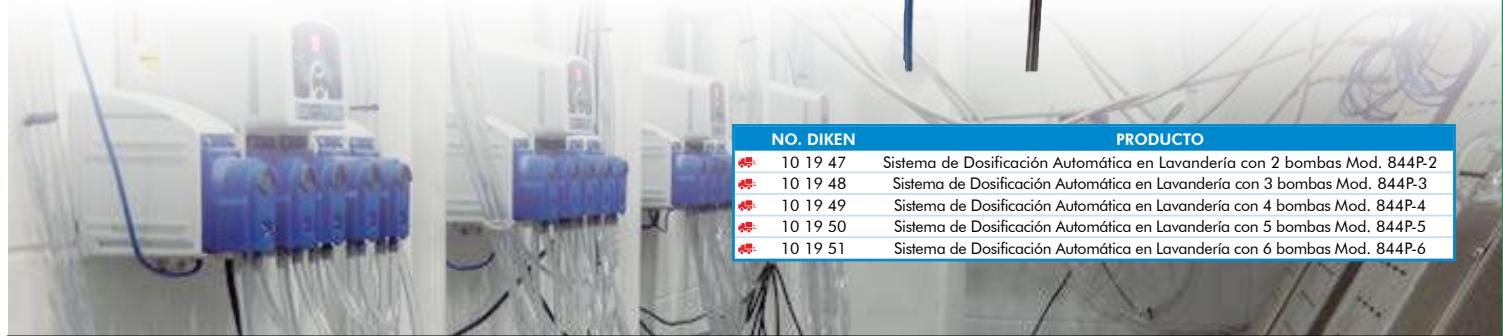 NO. DIKEN PRODUCTO
10 19 47 Sistema de Dosificación Automática en Lavandería con 2 bombas Mod. 844P-2
10 19 48 Sistema de Dosificación Automática en Lavandería con 3 bombas Mod. 844P-3
10 19 49 Sistema de Dosificación Automática en Lavandería con 4 bombas Mod. 844P-4
10 19 50 Sistema de Dosificación Automática en Lavandería con 5 bombas Mod. 844P-5
10 19 51 Sistema de Dosificación Automática en Lavandería con 6 bombas Mod. 844P-6